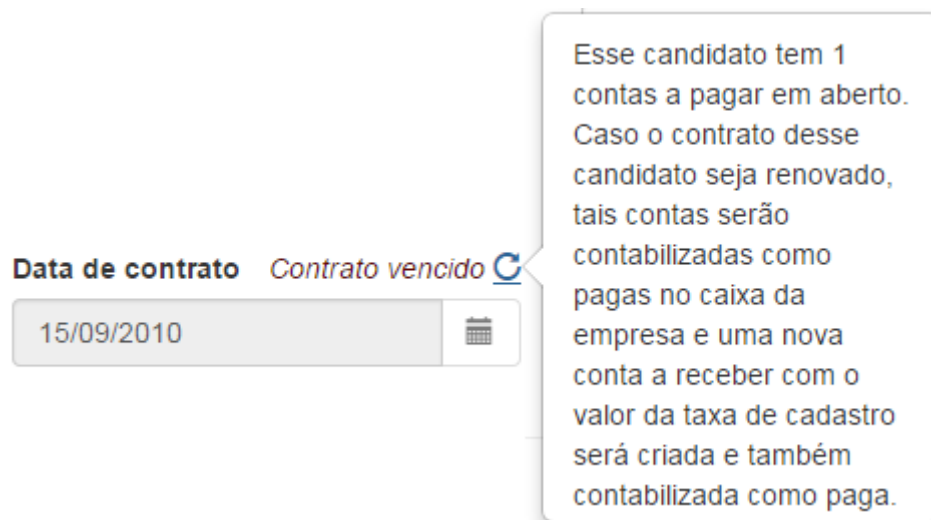 Esse candidato tem 1
contas a pagar em aberto.
Caso o contrato desse
candidato seja renovado,
tais contas serão
contabilizadas como
pagas no caixa da
empresa e uma nova
conta a receber com o
valor da taxa de cadastro
será criada e também
contabilizada como paga.
Data de contrato Contrato vencido
15/09/2010